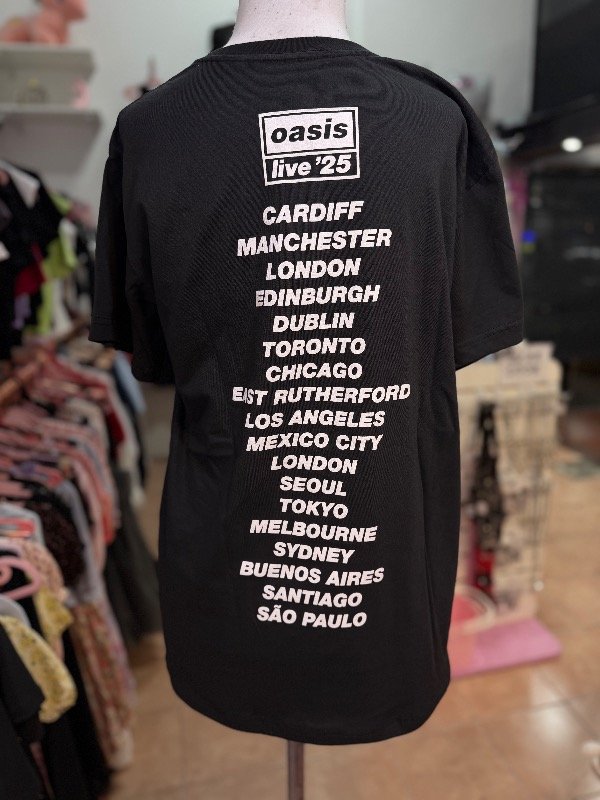 oasis
live '25
CARDIFF
MANCHESTER
LONDON
EDINBURGH
DUBLIN
TORONTO
CHICAGO
EAST RUTHERFORD
LOS ANGELES
MEXICO CITY
LONDON
SEOUL
TOKYO
MELBOURNE
SYDNEY
BUENOS AIRES
SANTIAGO
SÃO PAULO